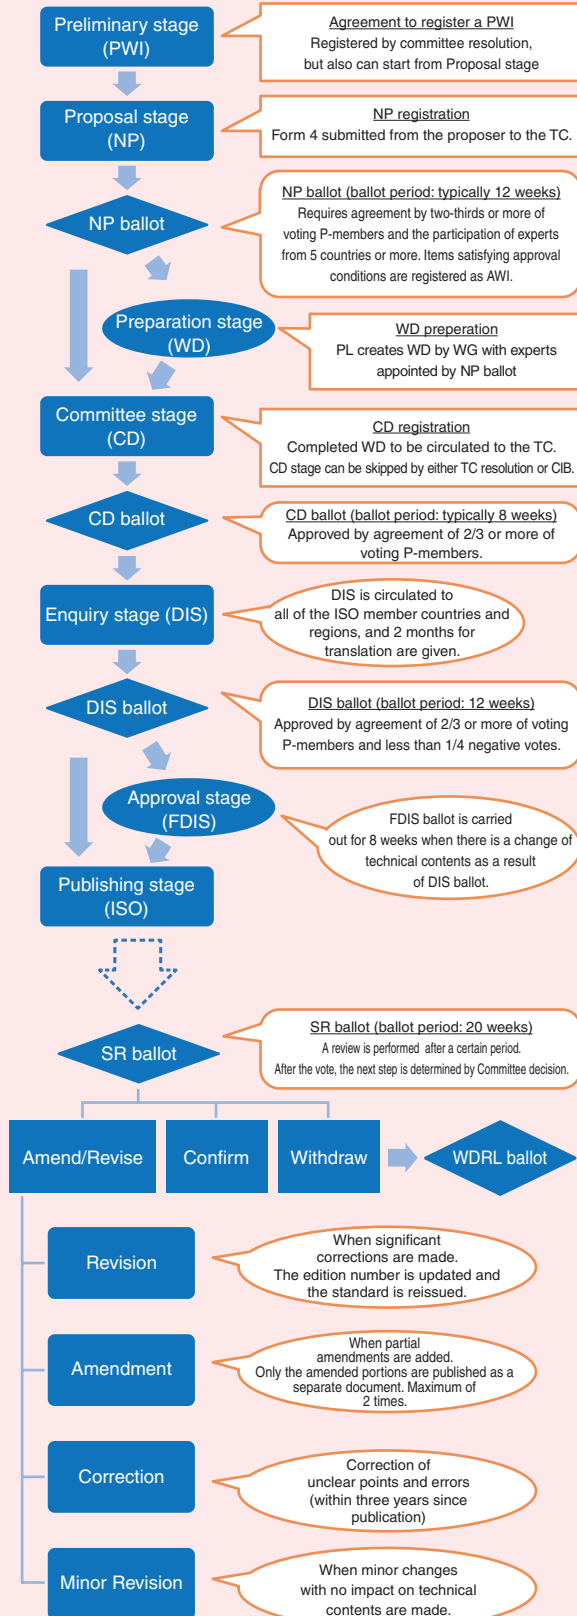 Preliminary stage
(PWI)
Agreement to register a PWI
Registered by committee resolution,
but also can start from Proposal stage
Proposal stage
(NP)
NP registration
Form 4 submitted from the proposer to the TC.
NP ballot
NP ballot (ballot period: typically 12 weeks)
Requires agreement by two-thirds or more of
voting P-members and the participation of experts
from 5 countries or more. Items satisfying approval
conditions are registered as AWI.
Preparation stage
(WD)
WD preperation
PL creates WD by WG with experts
appointed by NP ballot
Committee stage
(CD)
CD registration
Completed WD to be circulated to the TC.
CD stage can be skipped by either TC resolution or CIB.
CD ballot
CD ballot (ballot period: typically 8 weeks)
Approved by agreement of 2/3 or more of
voting P-members.
Enquiry stage (DIS)
DIS is circulated to
all of the ISO member countries and
regions, and 2 months for
translation are given.
DIS ballot
DIS ballot (ballot period: 12 weeks)
Approved by agreement of 2/3 or more of voting
P-members and less than 1/4 negative votes.
Approval stage
(FDIS)
FDIS ballot is carried
out for 8 weeks when there is a change of
technical contents as a result
of DIS ballot.
Publishing stage
(ISO)
SR ballot
SR ballot (ballot period: 20 weeks)
A review is performed after a certain period.
After the vote, the next step is determined by Committee decision.
Amend/Revise
Confirm
Withdraw
WDRL ballot
Revision
When significant
corrections are made.
The edition number is updated and
the standard is reissued.
Amendment
When partial
amendments are added.
Only the amended portions are published as a
separate document. Maximum of
2 times.
Correction
Correction of
unclear points and errors
(within three years since
publication)
Minor Revision
When minor changes
with no impact on technical
contents are made.